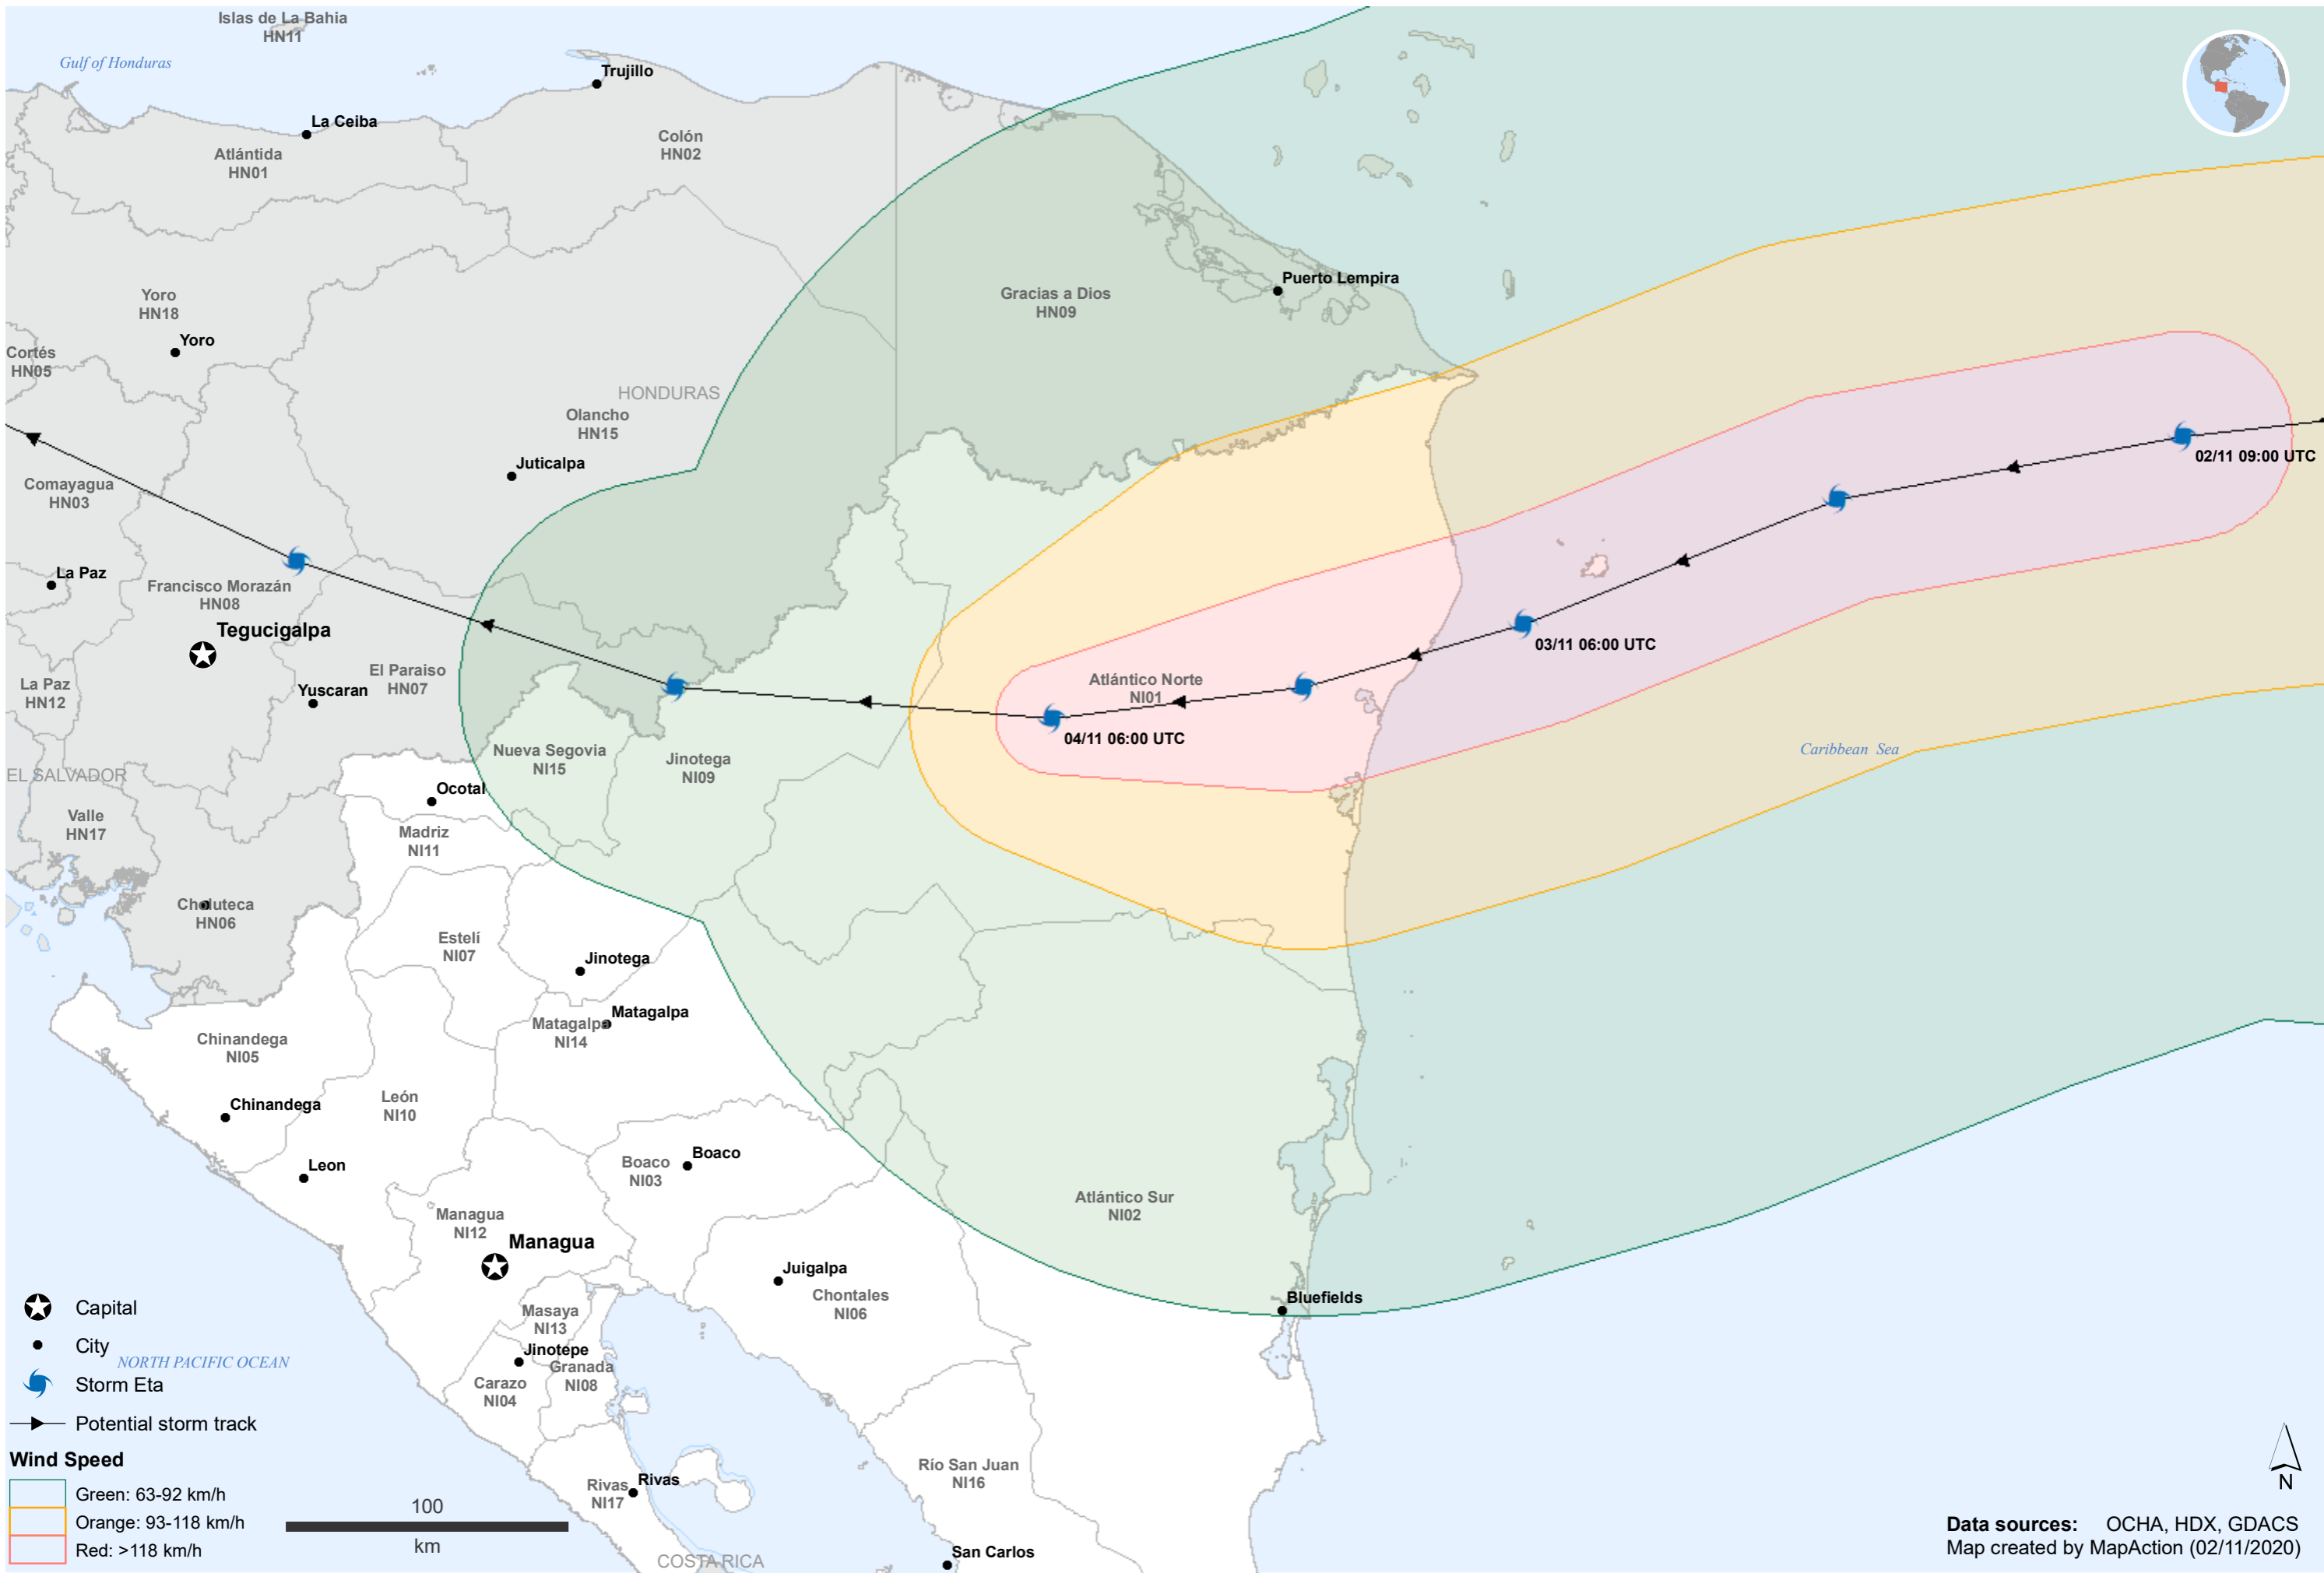 Islas de La Bahia
HN11
Gulf of Honduras
Trujillo
La Ceiba
Atlántida
HN01
Colón
HN02
Puerto Lempira
Gracias a Dios
HN09
Yoro
HN18
Yoro
Cortés
HN05
HONDURAS
Olancho
HN15
Juticalpa
02/11 09:00 UTC
Comayagua
HN03
La Paz
Francisco Morazán
HN08
Tegucigalpa
03/11 06:00 UTC
La Paz
HN12
El Paraiso
HN07
Yuscaran
Atlántico Norte
NI01
04/11 06:00 UTC
Caribbean Sea
Nueva Segovia
NI15
Jinotega
NI09
EL SALVADOR
Ocotal
Valle
HN17
Madriz
NI11
Choluteca
HN06
Estelí
NI07
Jinotega
Matagalpa
Matagalpa
NI14
Chinandega
NI05
Chinandega
León
NI10
Leon
Boaco
NI03
Boaco
Atlántico Sur
NI02
Managua
NI12
Managua
Juigalpa
Chontales
NI06
Bluefields
Masaya
NI13
Jinotepe
Granada
NI08
Carazo
NI04
Río San Juan
NI16
Rivas
NI17
Rivas
San Carlos
COSTA RICA
NORTH PACIFIC OCEAN
Capital
City
Storm Eta
Potential storm track
Wind Speed
Green: 63-92 km/h
Orange: 93-118 km/h
Red: >118 km/h
100
km
N
Data sources: OCHA, HDX, GDACS
Map created by MapAction (02/11/2020)